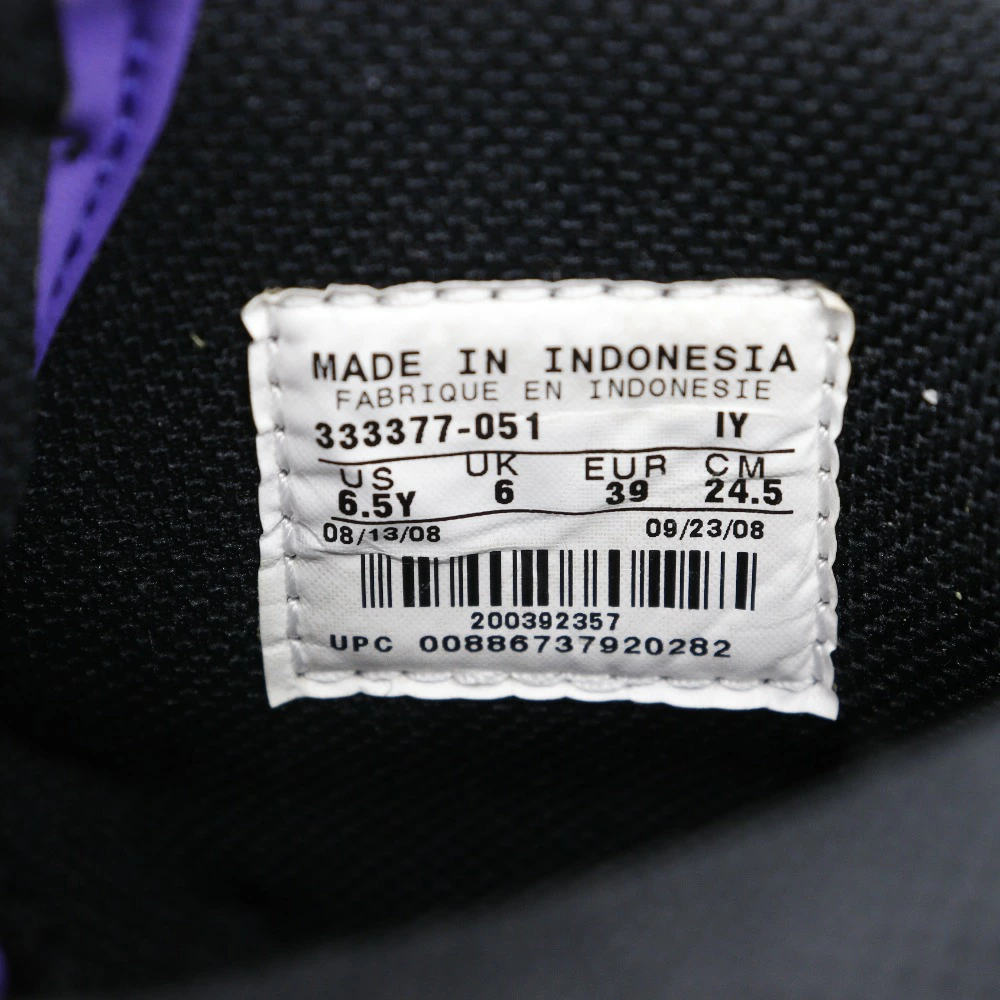 MADE IN INDONESIA
FABRIQUE EN INDONESIE
333377-051 IY
US UK EUR CM
6.5Y 6 39 24.5
08/13/08 09/23/08
200392357
UPC 00886737920282